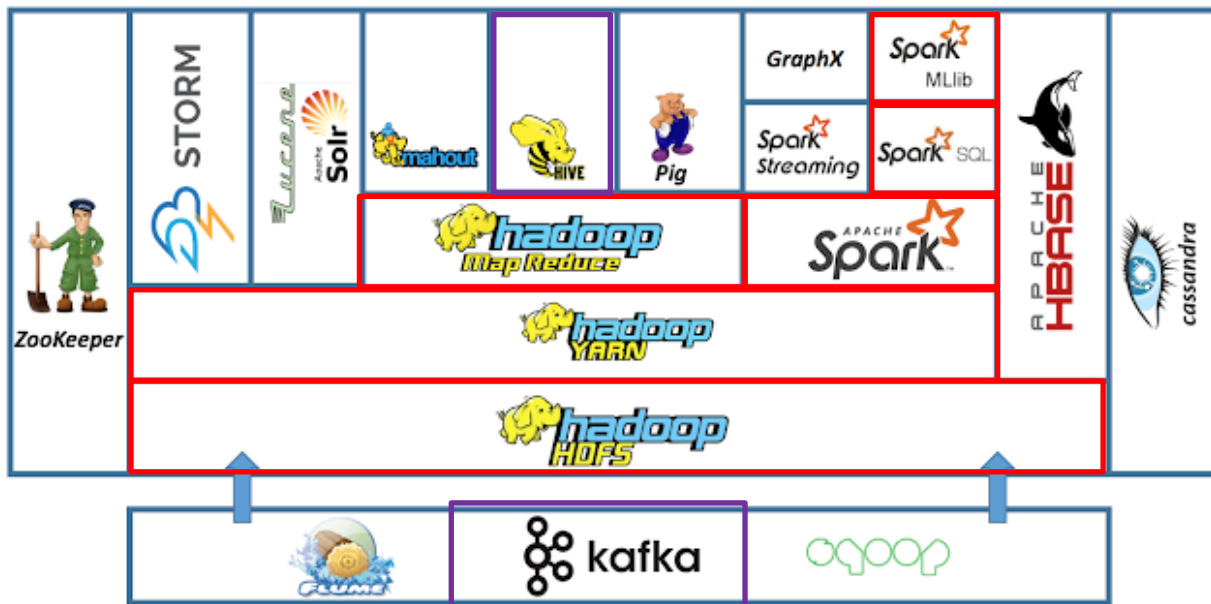 ZooKeeper
STORM
Lucene
Apache
Solr
mahout
HIVE
Pig
GraphX
Spark
MLlib
Spark
Streaming
Spark SQL
APACHE
HBASE
cassandra
hadoop
Map Reduce
APACHE
Spark™
hadoop
YARN
hadoop
HDFS
FLUME
kafka
sqoop